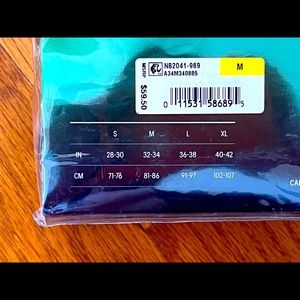 MSRP
$59.50
NB2041-989
A34M340885
M
0 11531 58689 5
S M L XL
IN 28-30 32-34 36-38 40-42
CM 71-76 81-86 91-97 102-107
CA